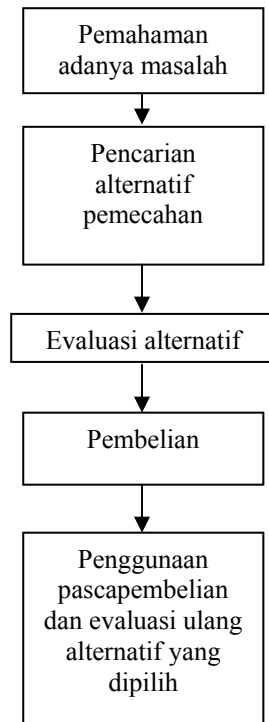 Pemahaman
adanya masalah
Pencarian
alternatif
pemecahan
Evaluasi alternatif
Pembelian
Penggunaan
pascapembelian
dan evaluasi ulang
alternatif yang
dipilih